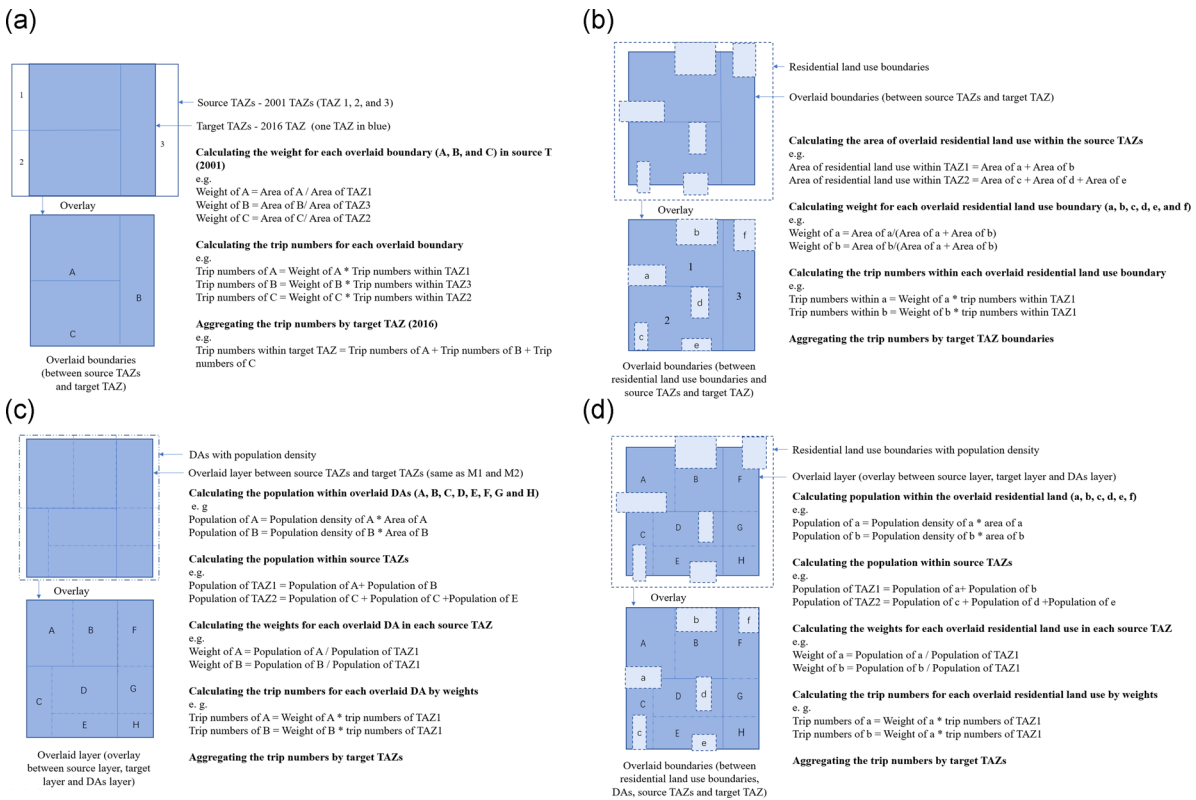 (a)
1
2
3
Source TAZs - 2001 TAZs (TAZ 1, 2, and 3)
Target TAZs - 2016 TAZ (one TAZ in blue)
Calculating the weight for each overlaid boundary (A, B, and C) in source T
(2001)
e.g.
Weight of A = Area of A / Area of TAZ1
Weight of B = Area of B/ Area of TAZ3
Weight of C = Area of C/ Area of TAZ2
Overlay
Calculating the trip numbers for each overlaid boundary
e.g.
Trip numbers of A = Weight of A * Trip numbers within TAZ1
Trip numbers of B = Weight of B * Trip numbers within TAZ3
Trip numbers of C = Weight of C * Trip numbers within TAZ2
A
B
C
Aggregating the trip numbers by target TAZ (2016)
e.g.
Trip numbers within target TAZ = Trip numbers of A + Trip numbers of B + Trip
numbers of C
Overlaid boundaries
(between source TAZs
and target TAZ)
(b)
Residential land use boundaries
Overlaid boundaries (between source TAZs and target TAZ)
Calculating the area of overlaid residential land use within the source TAZs
e.g.
Area of residential land use within TAZ1 = Area of a + Area of b
Area of residential land use within TAZ2 = Area of c + Area of d + Area of e
Overlay
Calculating weight for each overlaid residential land use boundary (a, b, c, d, e, and f)
e.g.
Weight of a = Area of a/(Area of a + Area of b)
Weight of b = Area of b/(Area of a + Area of b)
b
f
a
1
d
3
2
c
e
Calculating the trip numbers within each overlaid residential land use boundary
e.g.
Trip numbers within a = Weight of a * trip numbers within TAZ1
Trip numbers within b = Weight of b * trip numbers within TAZ1
Aggregating the trip numbers by target TAZ boundaries
Overlaid boundaries (between
residential land use boundaries and
source TAZs and target TAZ)
(c)
DAs with population density
Overlaid layer between source TAZs and target TAZs (same as M1 and M2)
Calculating the population within overlaid DAs (A, B, C, D, E, F, G and H)
e. g
Population of A = Population density of A * Area of A
Population of B = Population density of B * Area of B
Calculating the population within source TAZs
e.g.
Population of TAZ1 = Population of A+ Population of B
Population of TAZ2 = Population of C + Population of C +Population of E
Overlay
Calculating the weights for each overlaid DA in each source TAZ
e.g.
Weight of A = Population of A / Population of TAZ1
Weight of B = Population of B / Population of TAZ1
A
B
F
C
D
G
E
H
Calculating the trip numbers for each overlaid DA by weights
e. g.
Trip numbers of A = Weight of A * trip numbers of TAZ1
Trip numbers of B = Weight of B * trip numbers of TAZ1
Aggregating the trip numbers by target TAZs
Overlaid layer (overlay
between source layer, target
layer and DAs layer)
(d)
A
B
F
C
D
G
E
H
Residential land use boundaries with population density
Overlaid layer (overlay between source layer, target layer and DAs layer)
Calculating population within the overlaid residential land (a, b, c, d, e, f)
e.g.
Population of a = Population density of a * area of a
Population of b = Population density of b * area of b
Calculating the population within source TAZs
e.g.
Population of TAZ1 = Population of a+ Population of b
Population of TAZ2 = Population of c + Population of d +Population of e
Overlay
Calculating the weights for each overlaid residential land use in each source TAZ
e.g.
Weight of a = Population of a / Population of TAZ1
Weight of b = Population of b / Population of TAZ1
b
f
A
B
F
a
C
D
d
G
c
E
e
H
Calculating the trip numbers for each overlaid residential land use by weights
e. g.
Trip numbers of a = Weight of a * trip numbers of TAZ1
Trip numbers of b = Weight of a * trip numbers of TAZ1
Aggregating the trip numbers by target TAZs
Overlaid boundaries (between
residential land use boundaries,
DAs, source TAZs and target TAZ)